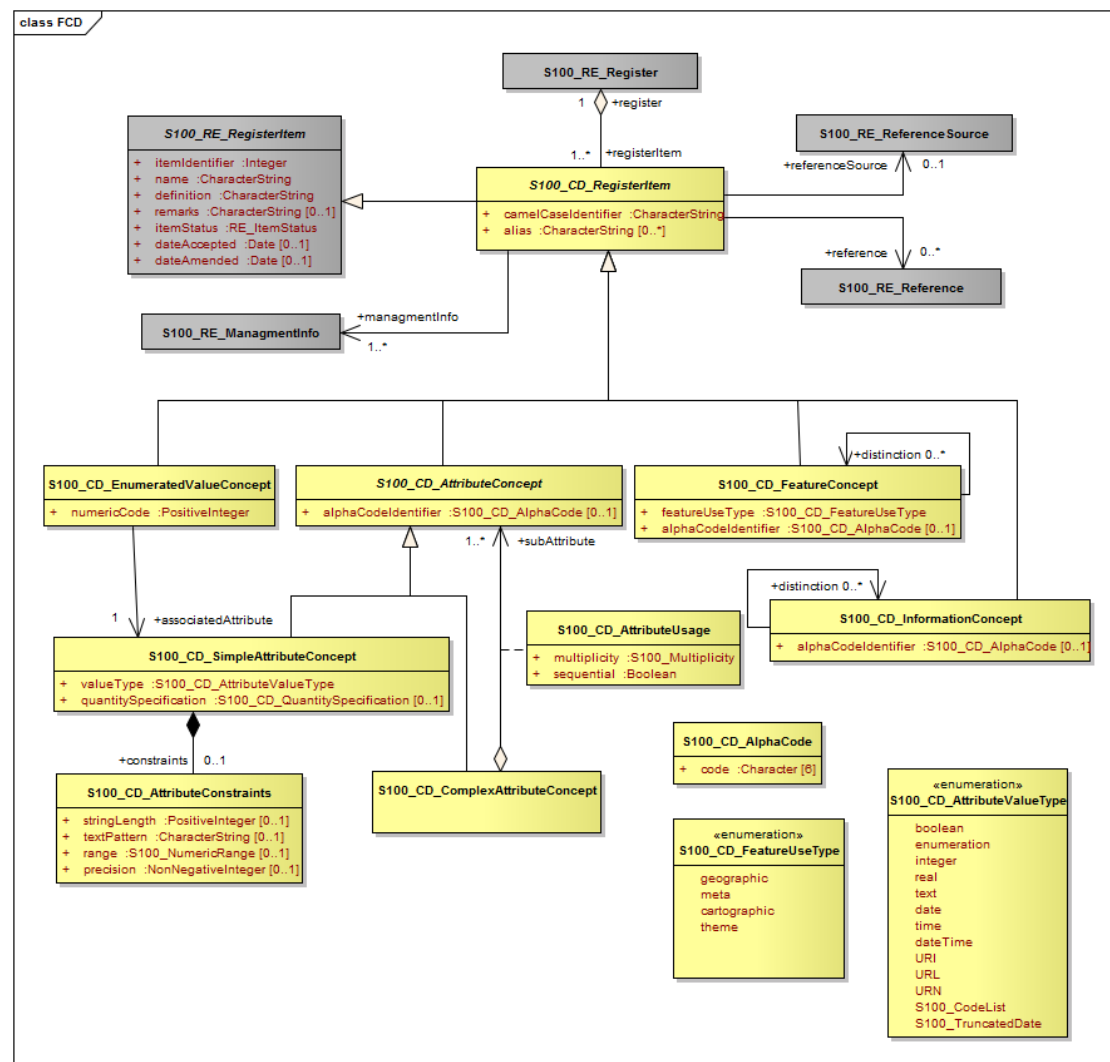 class FCD
S100_RE_Register
1
+register
1..*
+registerItem
S100_RE_RegisterItem
+ itemIdentifier :Integer
+ name :CharacterString
+ definition :CharacterString
+ remarks :CharacterString [0..1]
+ itemStatus :RE_ItemStatus
+ dateAccepted :Date [0..1]
+ dateAmended :Date [0..1]
S100_CD_RegisterItem
+ camelCaseIdentifier :CharacterString
+ alias :CharacterString [0..*]
S100_RE_ReferenceSource
+referenceSource
0..1
+reference
0..*
S100_RE_Reference
+managmentInfo
1..*
S100_RE_ManagmentInfo
S100_CD_EnumeratedValueConcept
+ numericCode :PositiveInteger
S100_CD_AttributeConcept
+ alphaCodeIdentifier :S100_CD_AlphaCode [0..1]
+distinction 0..*
S100_CD_FeatureConcept
+ featureUseType :S100_CD_FeatureUseType
+ alphaCodeIdentifier :S100_CD_AlphaCode [0..1]
1..*
+subAttribute
+distinction 0..*
S100_CD_InformationConcept
+ alphaCodeIdentifier :S100_CD_AlphaCode [0..1]
1
+associatedAttribute
S100_CD_AttributeUsage
+ multiplicity :S100_Multiplicity
+ sequential :Boolean
S100_CD_SimpleAttributeConcept
+ valueType :S100_CD_AttributeValueType
+ quantitySpecification :S100_CD_QuantitySpecification [0..1]
+constraints
0..1
S100_CD_AttributeConstraints
+ stringLength :PositiveInteger [0..1]
+ textPattern :CharacterString [0..1]
+ range :S100_NumericRange [0..1]
+ precision :NonNegativeInteger [0..1]
S100_CD_ComplexAttributeConcept
S100_CD_AlphaCode
+ code :Character [6]
«enumeration»
S100_CD_FeatureUseType
geographic
meta
cartographic
theme
«enumeration»
S100_CD_AttributeValueType
boolean
enumeration
integer
real
text
date
time
dateTime
URI
URL
URN
S100_CodeList
S100_TruncatedDate